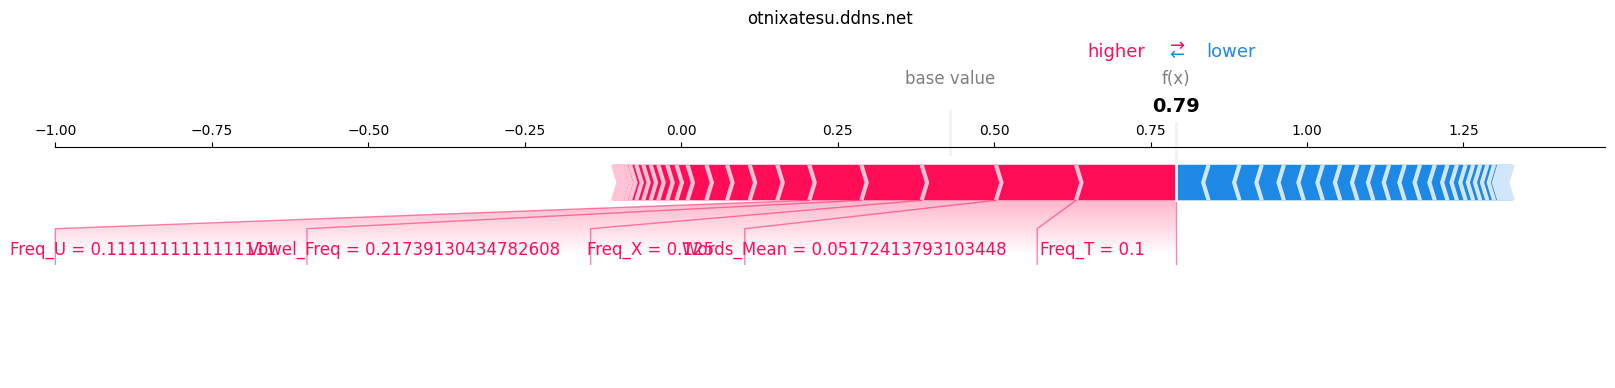 otnixatesu.ddns.net
higher ⇄ lower
base value f(x)
0.79
−1.00 −0.75 −0.50 −0.25 0.00 0.25 0.50 0.75 1.00 1.25
Freq_U = 0.1111111111111111 Vowel_Freq = 0.21739130434782608 Freq_X = 0.125 Words_Mean = 0.05172413793103448 Freq_T = 0.1